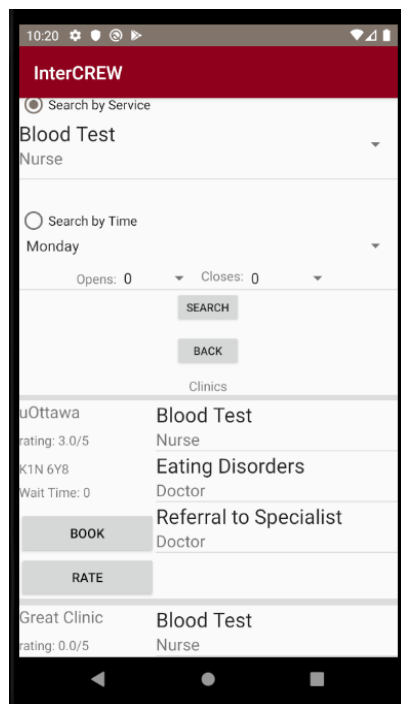 10:20
InterCREW
Search by Service
Blood Test
Nurse
Search by Time
Monday
Opens: 0 Closes: 0
SEARCH
BACK
Clinics
uOttawa
rating: 3.0/5
K1N 6Y8
Wait Time: 0
BOOK
RATE
Blood Test
Nurse
Eating Disorders
Doctor
Referral to Specialist
Doctor
Great Clinic
rating: 0.0/5
Blood Test
Nurse